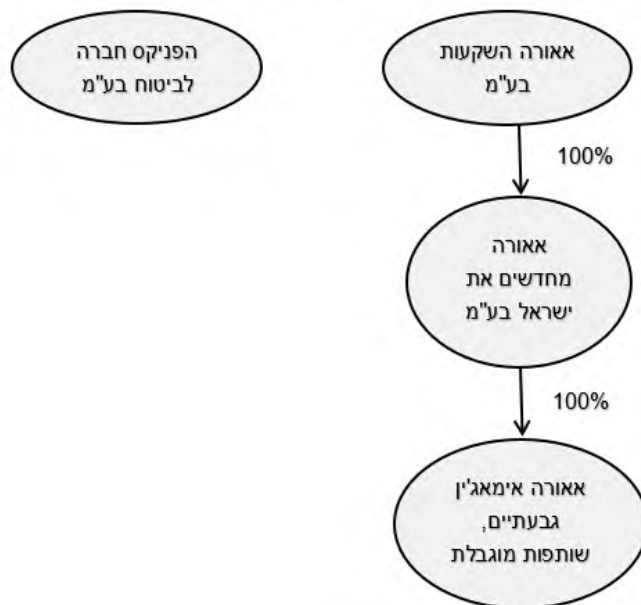 הפניקס חברה
לביטוח בע"מ
אאורה השקעות
בע"מ
100%
אאורה
מחדשים את
ישראל בע"מ
100%
אאורה אימאג'ין
גבעתיים,
שותפות מוגבלת